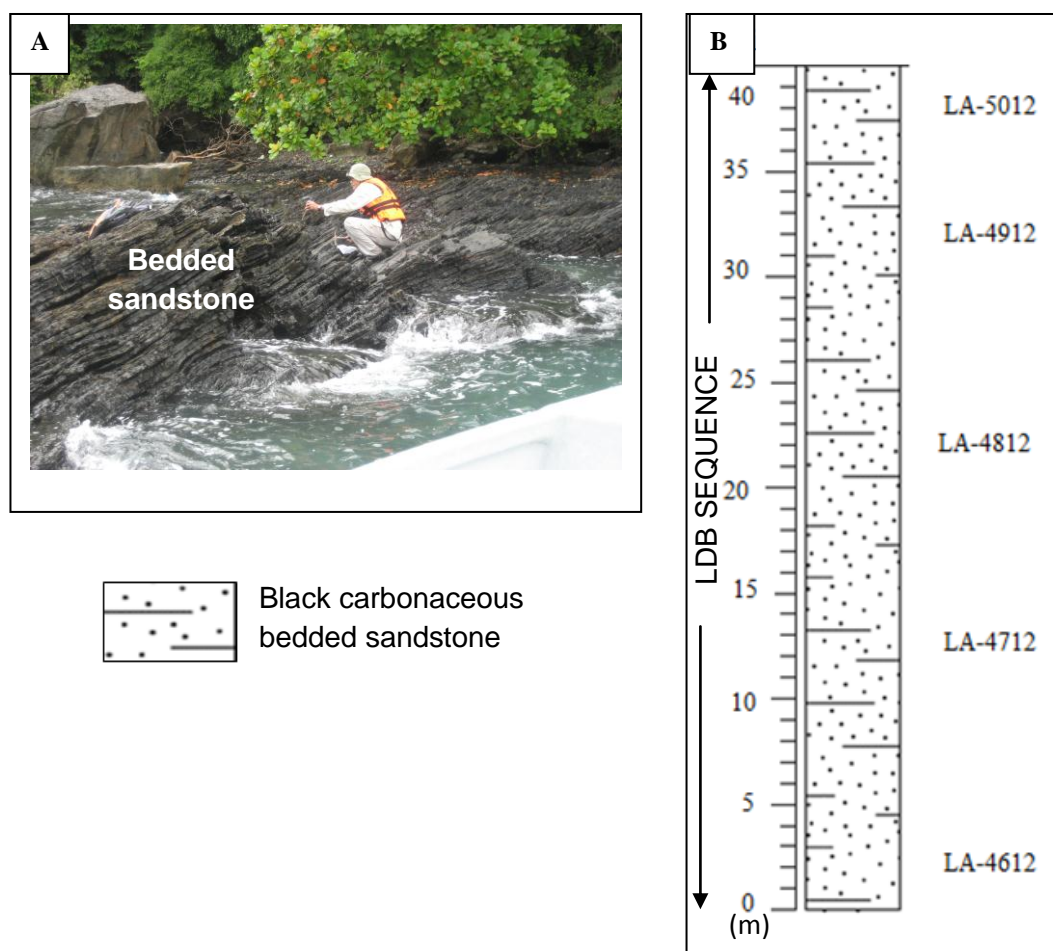 A
Bedded
sandstone
Black carbonaceous
bedded sandstone
B
LDB SEQUENCE
40
35
30
25
20
15
10
5
0
(m)
LA-5012
LA-4912
LA-4812
LA-4712
LA-4612